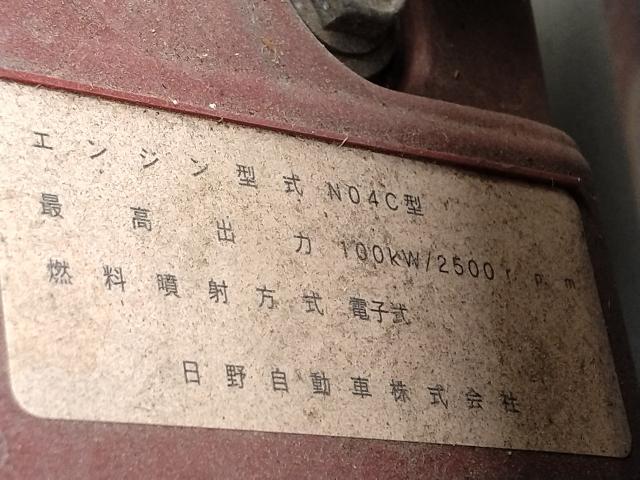 エンジン型式 N04C型
最高出力 100kW/2500r.p.m
燃料噴射方式 電子式
日野自動車株式会社